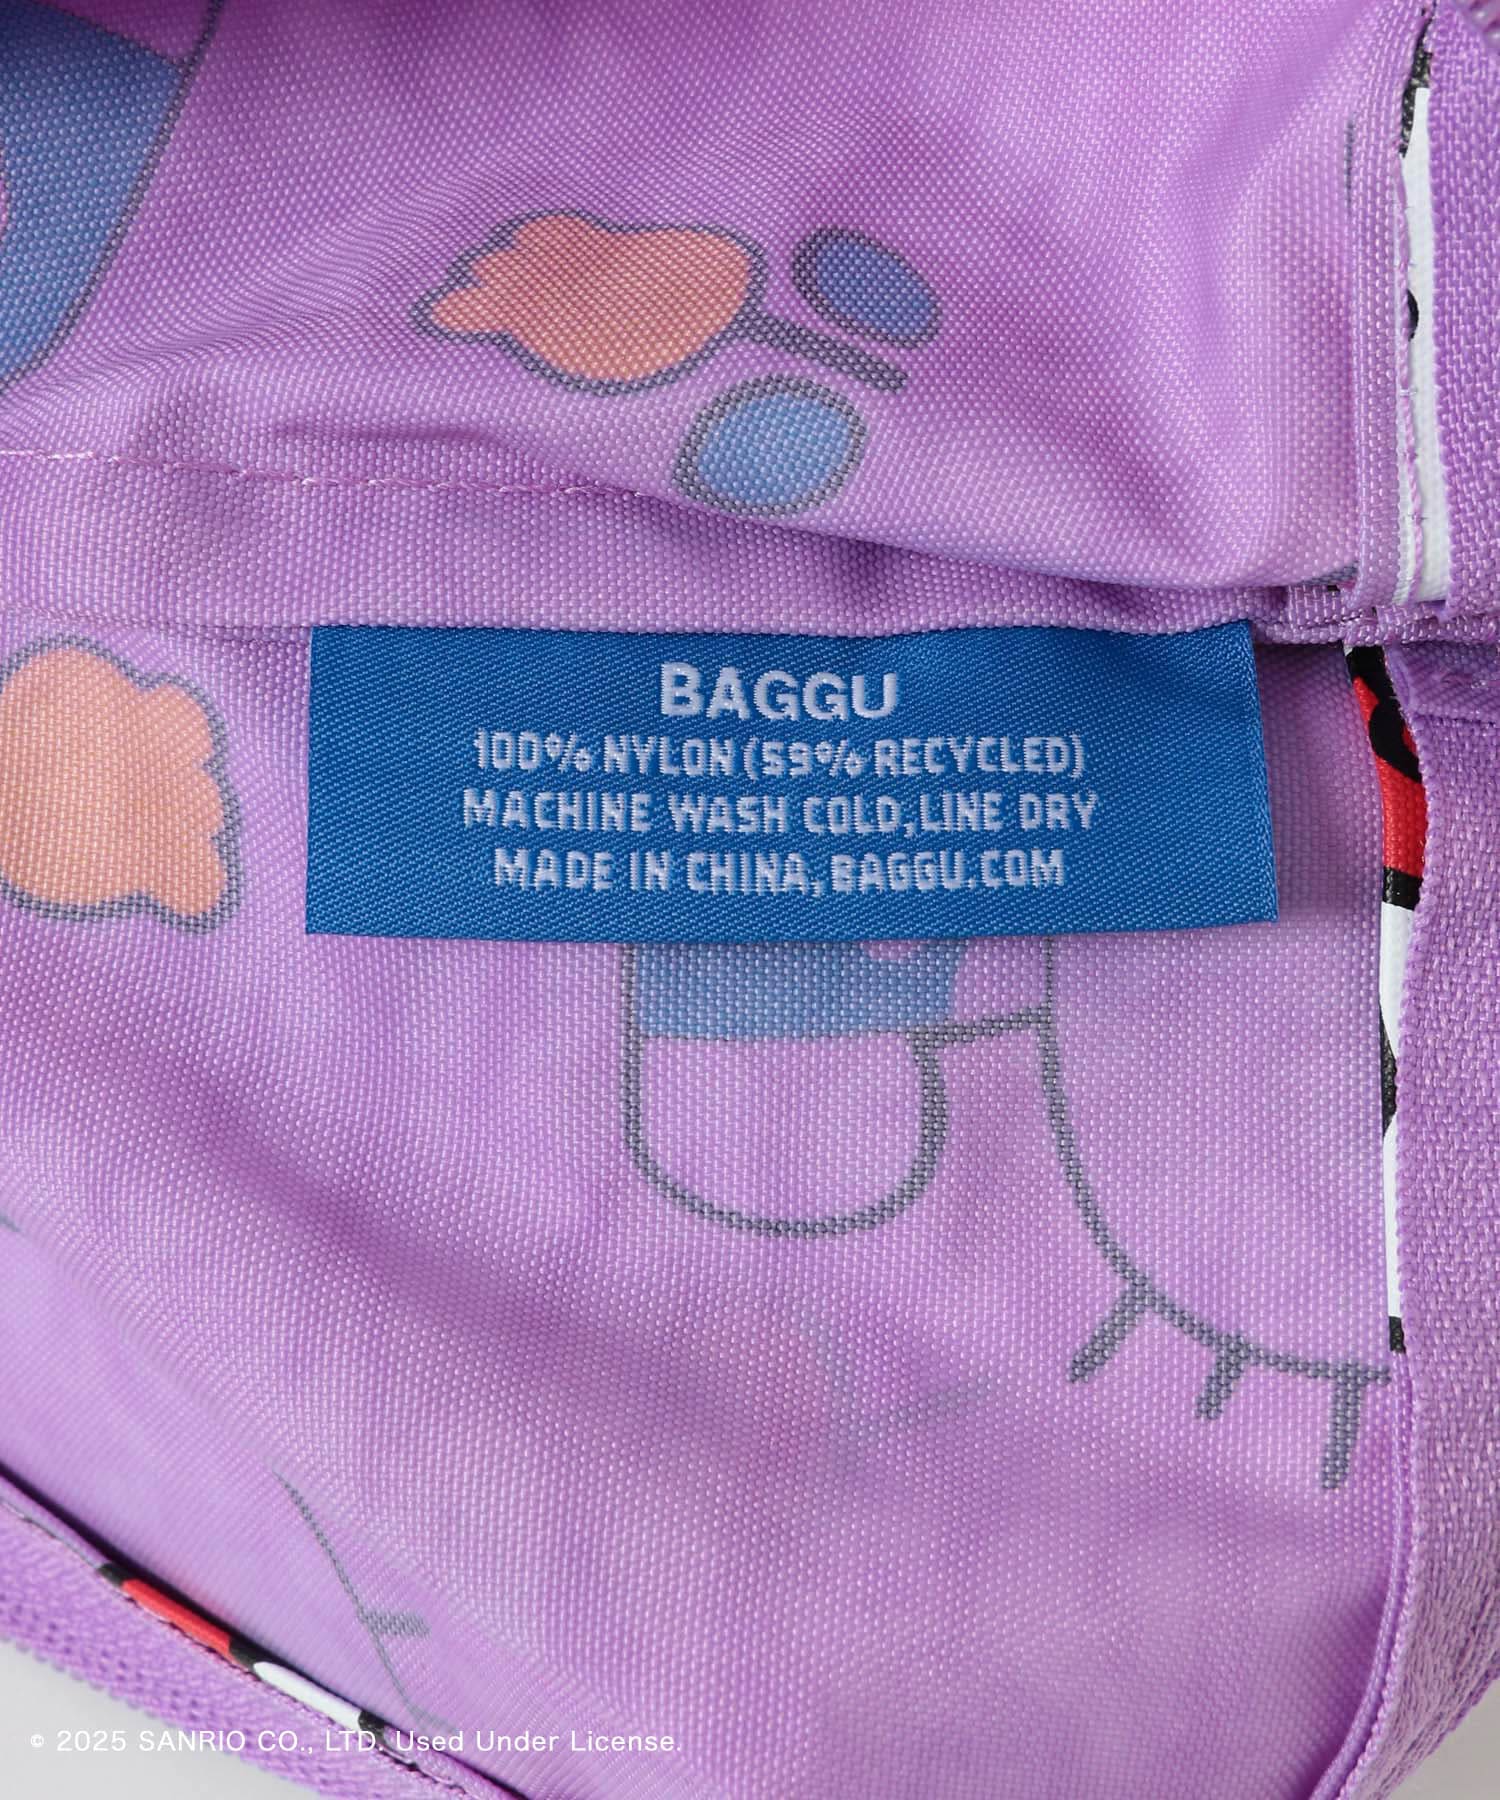 BAGGU
100% NYLON (59% RECYCLED)
MACHINE WASH COLD, LINE DRY
MADE IN CHINA, BAGGU.COM
© 2025 SANRIO CO., LTD. Used Under License.